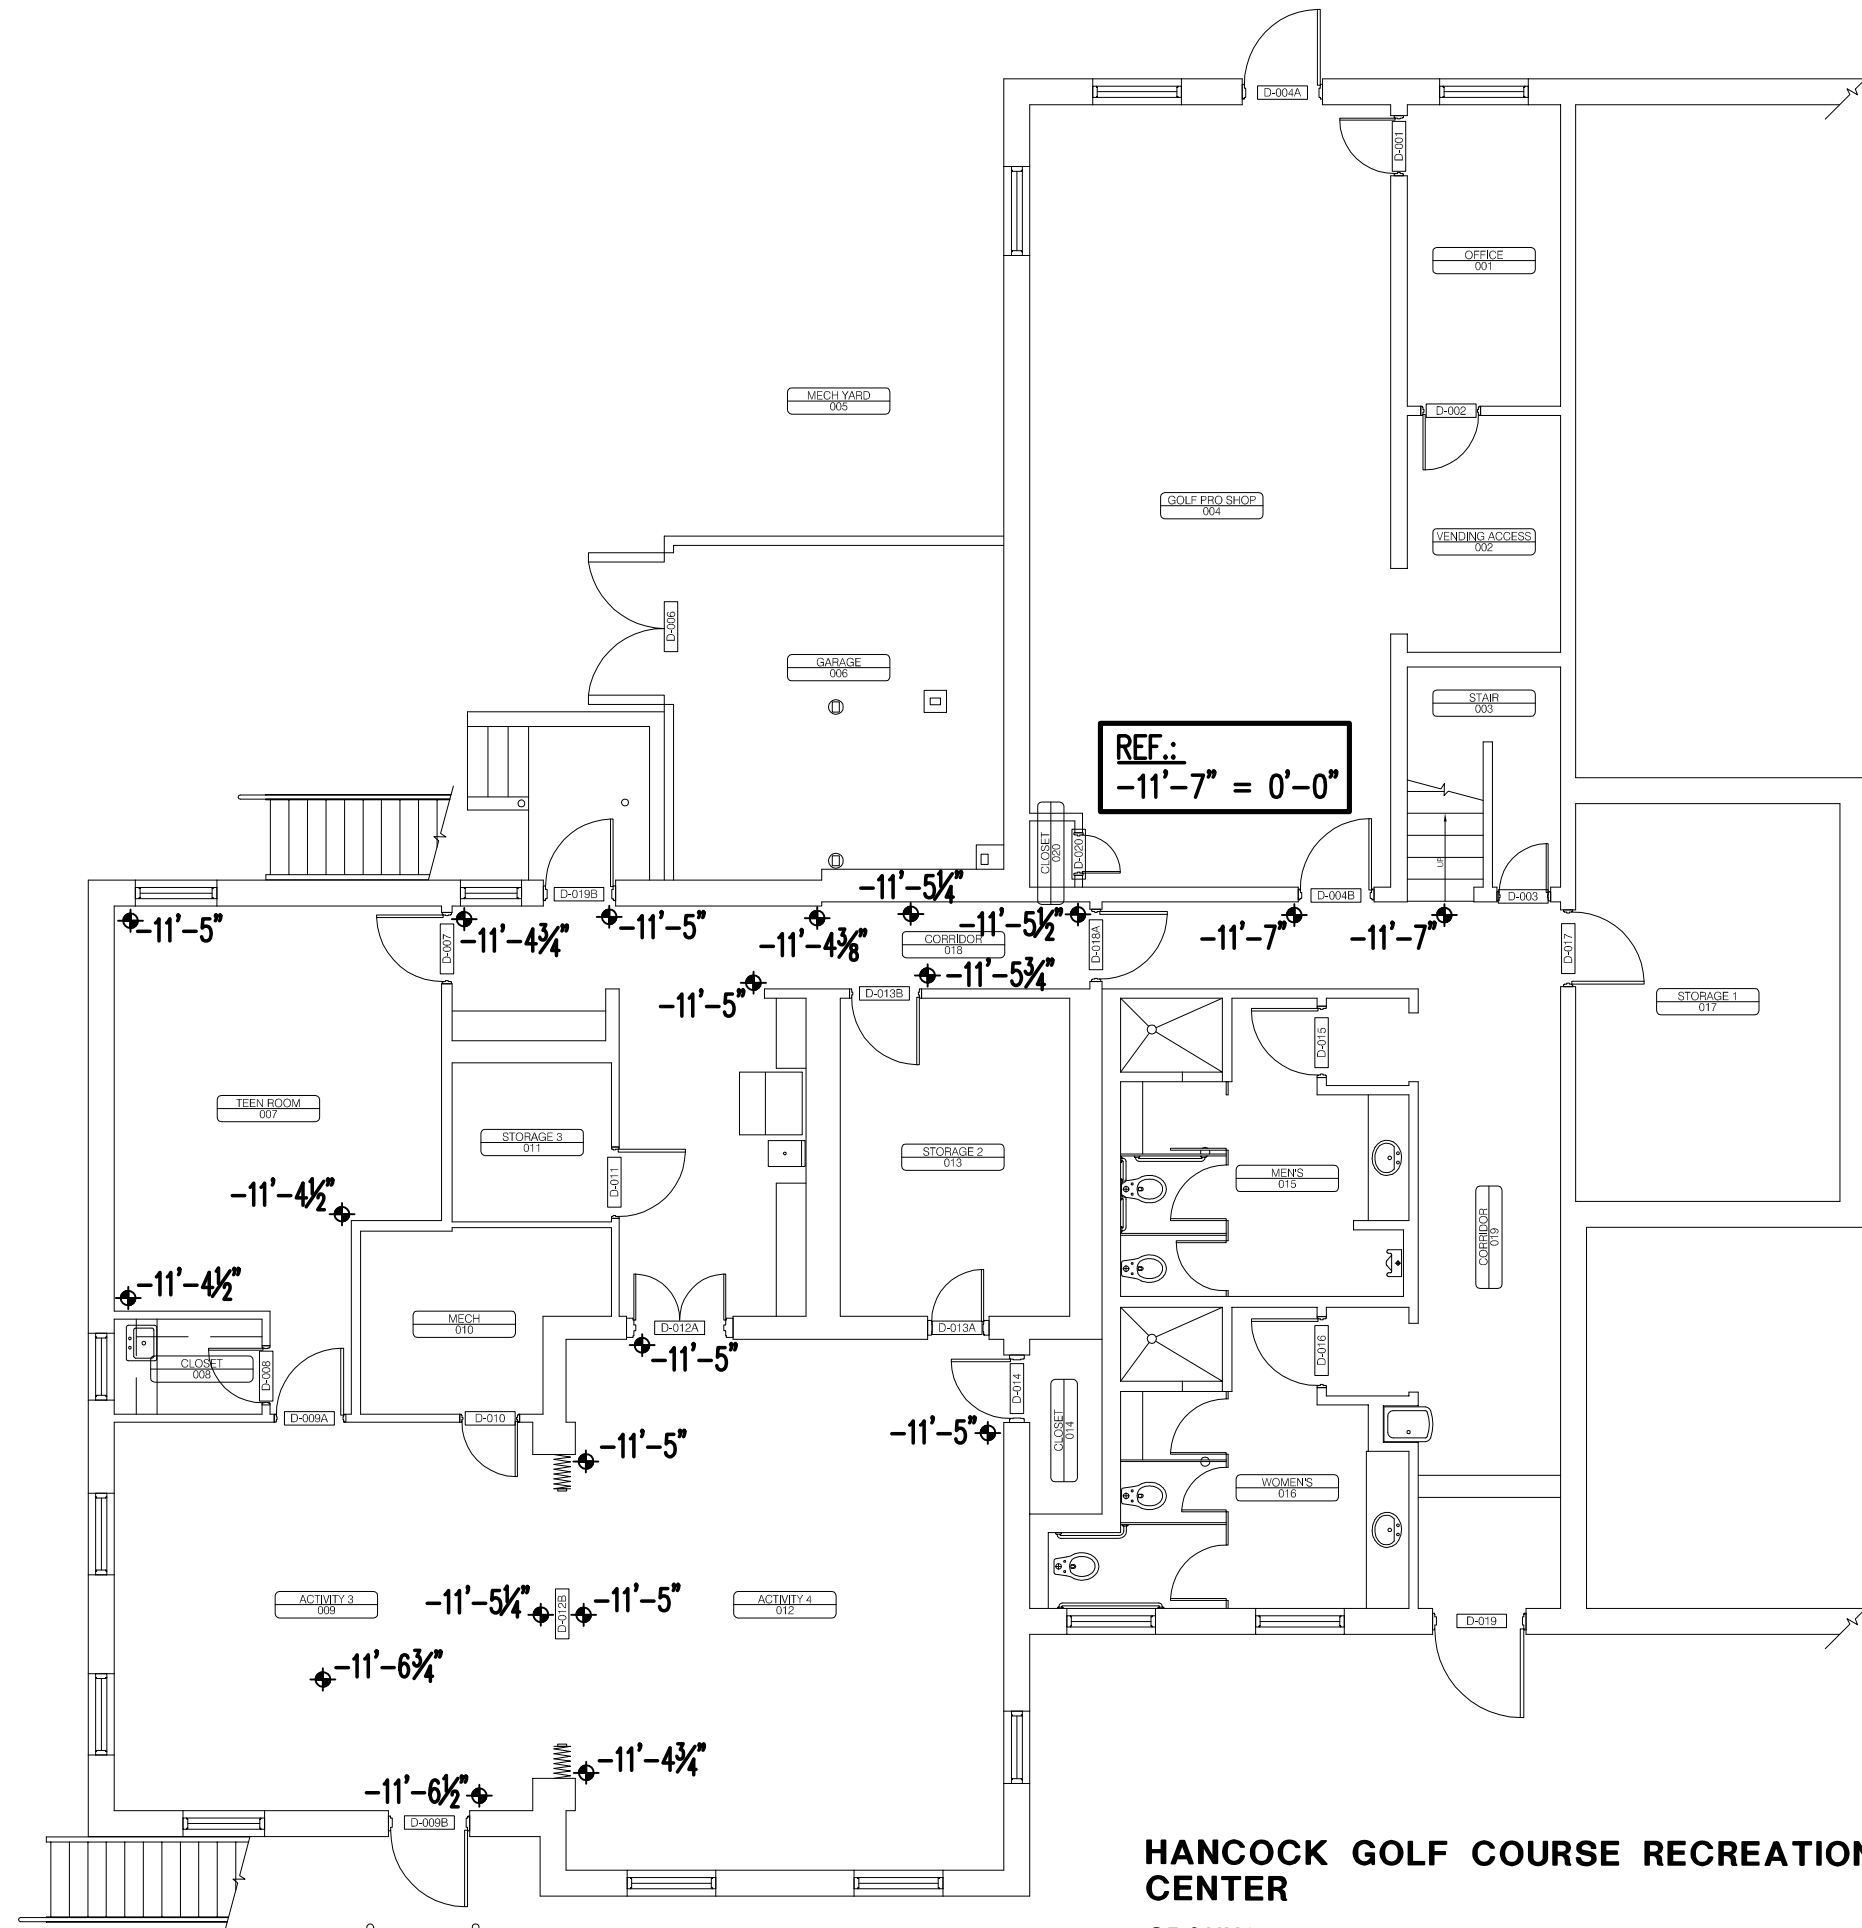 D-004A
D-001
OFFICE
001
MECH YARD
005
D-002
GOLF PRO SHOP
004
VENDING ACCESS
002
D-006
GARAGE
006
STAIR
003
REF.:
-11'-7" = 0'-0"
CLOSET
020
D-020
UP
D-019B
-11'-5¼"
D-004B
D-003
-11'-5"
D-007
-11'-4¾"
-11'-5"
-11'-4⅜"
-11'-5½"
CORRIDOR
018
D-018A
-11'-7"
-11'-7"
D-017
-11'-5¾"
-11'-5"
D-013B
STORAGE 1
017
D-015
TEEN ROOM
007
STORAGE 3
011
D-011
STORAGE 2
013
MEN'S
015
-11'-4½"
CORRIDOR
019
-11'-4½"
MECH
010
D-012A
D-013A
-11'-5"
D-016
CLOSET
008
D-008
D-014
D-009A
D-010
CLOSET
014
-11'-5"
-11'-5"
WOMEN'S
016
ACTIVITY 3
009
-11'-5¼"
D-012B
-11'-5"
ACTIVITY 4
012
D-019
-11'-6¾"
-11'-4¾"
-11'-6½"
D-009B
HANCOCK GOLF COURSE RECREATION
CENTER